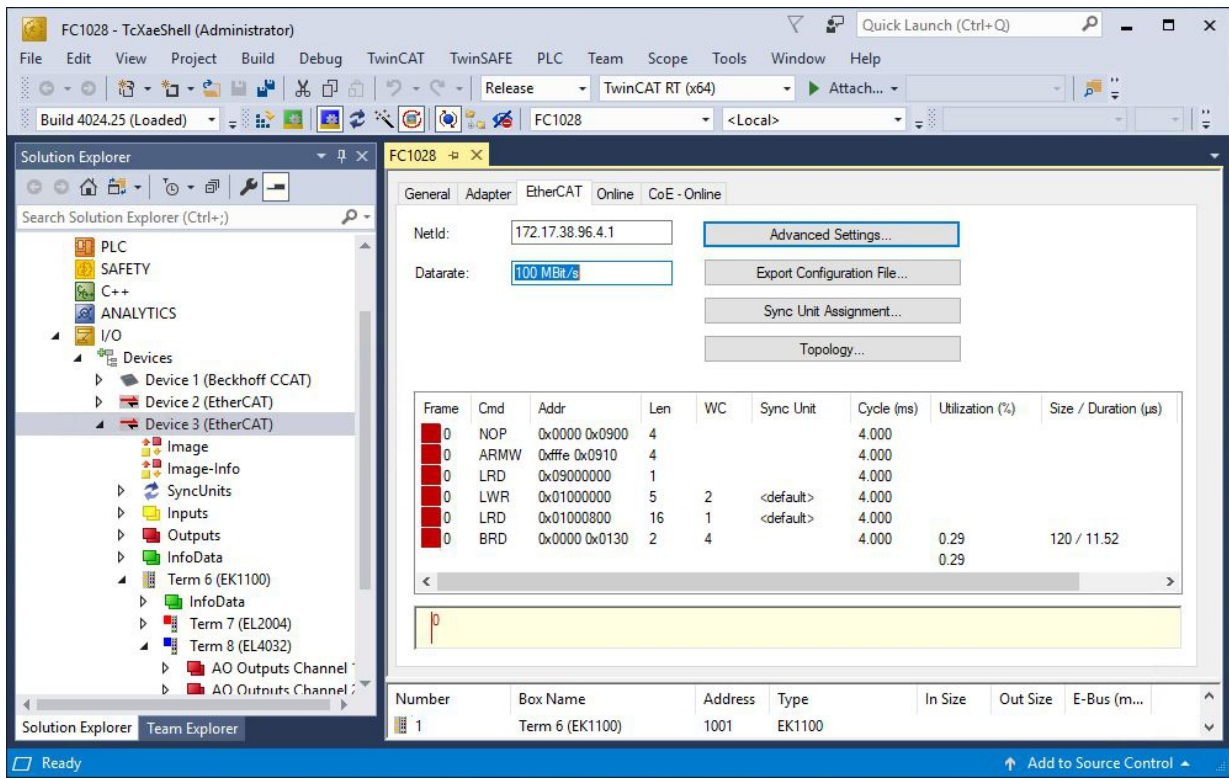 FC1028 - TcXaeShell (Administrator)
Quick Launch (Ctrl+Q)
File Edit View Project Build Debug TwinCAT TwinSAFE PLC Team Scope Tools Window Help
Release TwinCAT RT (x64) Attach...
Build 4024.25 (Loaded) FC1028 <Local>
Solution Explorer
Search Solution Explorer (Ctrl+;)
PLC
SAFETY
C++
ANALYTICS
I/O
Devices
Device 1 (Beckhoff CCAT)
Device 2 (EtherCAT)
Device 3 (EtherCAT)
Image
Image-Info
SyncUnits
Inputs
Outputs
InfoData
Term 6 (EK1100)
InfoData
Term 7 (EL2004)
Term 8 (EL4032)
AO Outputs Channel 1
AO Outputs Channel 2
Solution Explorer Team Explorer
FC1028
General Adapter EtherCAT Online CoE - Online
NetId: 172.17.38.96.4.1 Advanced Settings...
Datarate: 100 MBit/s Export Configuration File...
Sync Unit Assignment...
Topology...
Frame Cmd Addr Len WC Sync Unit Cycle (ms) Utilization (%) Size / Duration (µs)
0 NOP 0x0000 0x0900 4 4.000
0 ARMW 0xfffe 0x0910 4 4.000
0 LRD 0x09000000 1 4.000
0 LWR 0x01000000 5 2 <default> 4.000
0 LRD 0x01000800 16 1 <default> 4.000
0 BRD 0x0000 0x0130 2 4 4.000 0.29 120 / 11.52
0.29
0
Number Box Name Address Type In Size Out Size E-Bus (m...
1 Term 6 (EK1100) 1001 EK1100
Ready Add to Source Control